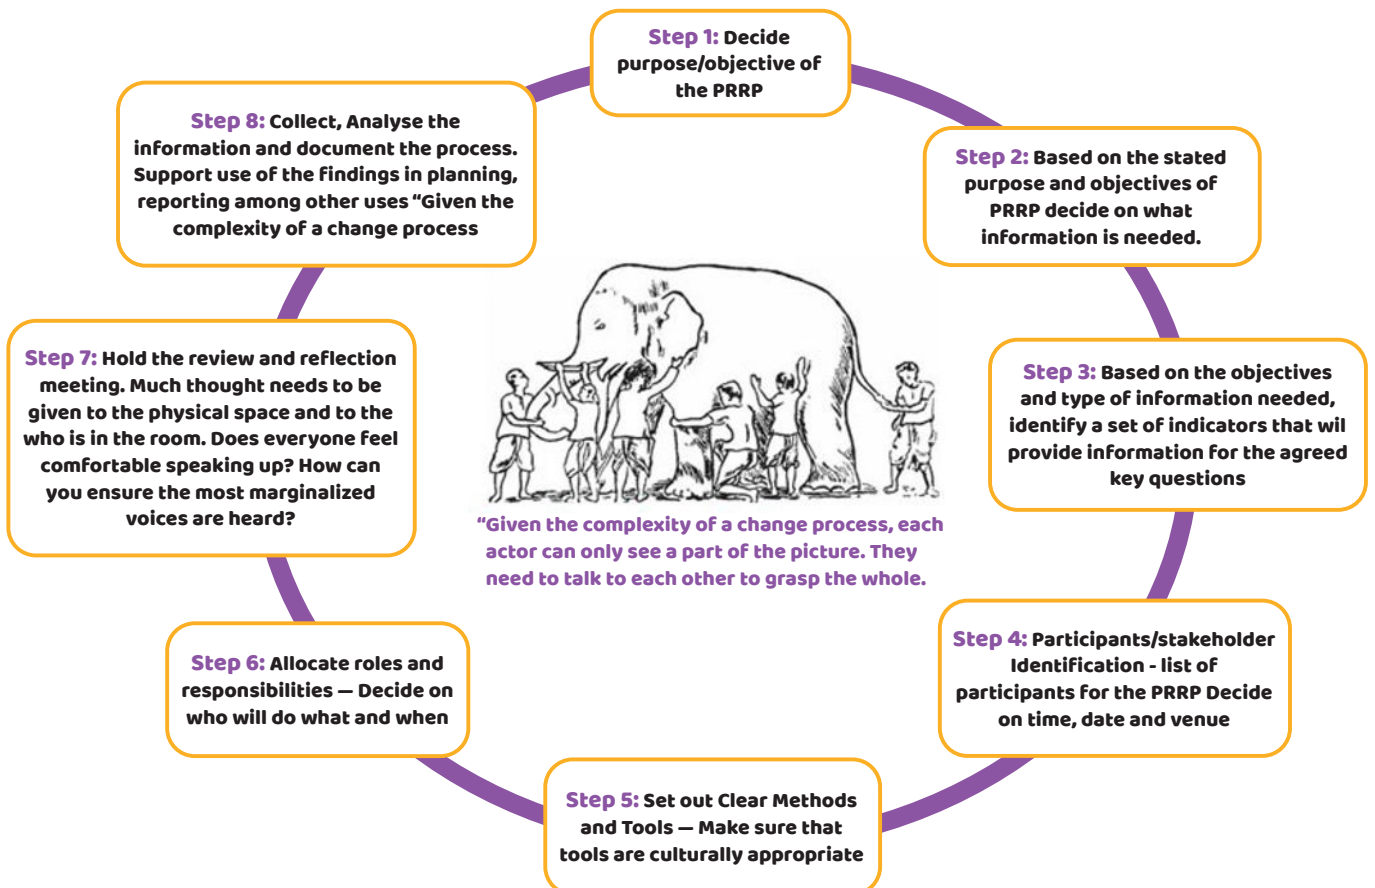 Step 1: Decide
purpose/objective of
the PRRP
Step 2: Based on the stated
purpose and objectives of
PRRP decide on what
information is needed.
Step 3: Based on the objectives
and type of information needed,
identify a set of indicators that wil
provide information for the agreed
key questions
Step 4: Participants/stakeholder
Identification - list of
participants for the PRRP Decide
on time, date and venue
Step 5: Set out Clear Methods
and Tools — Make sure that
tools are culturally appropriate
Step 6: Allocate roles and
responsibilities — Decide on
who will do what and when
Step 7: Hold the review and reflection
meeting. Much thought needs to be
given to the physical space and to the
who is in the room. Does everyone feel
comfortable speaking up? How can
you ensure the most marginalized
voices are heard?
Step 8: Collect, Analyse the
information and document the process.
Support use of the findings in planning,
reporting among other uses “Given the
complexity of a change process
“Given the complexity of a change process, each
actor can only see a part of the picture. They
need to talk to each other to grasp the whole.